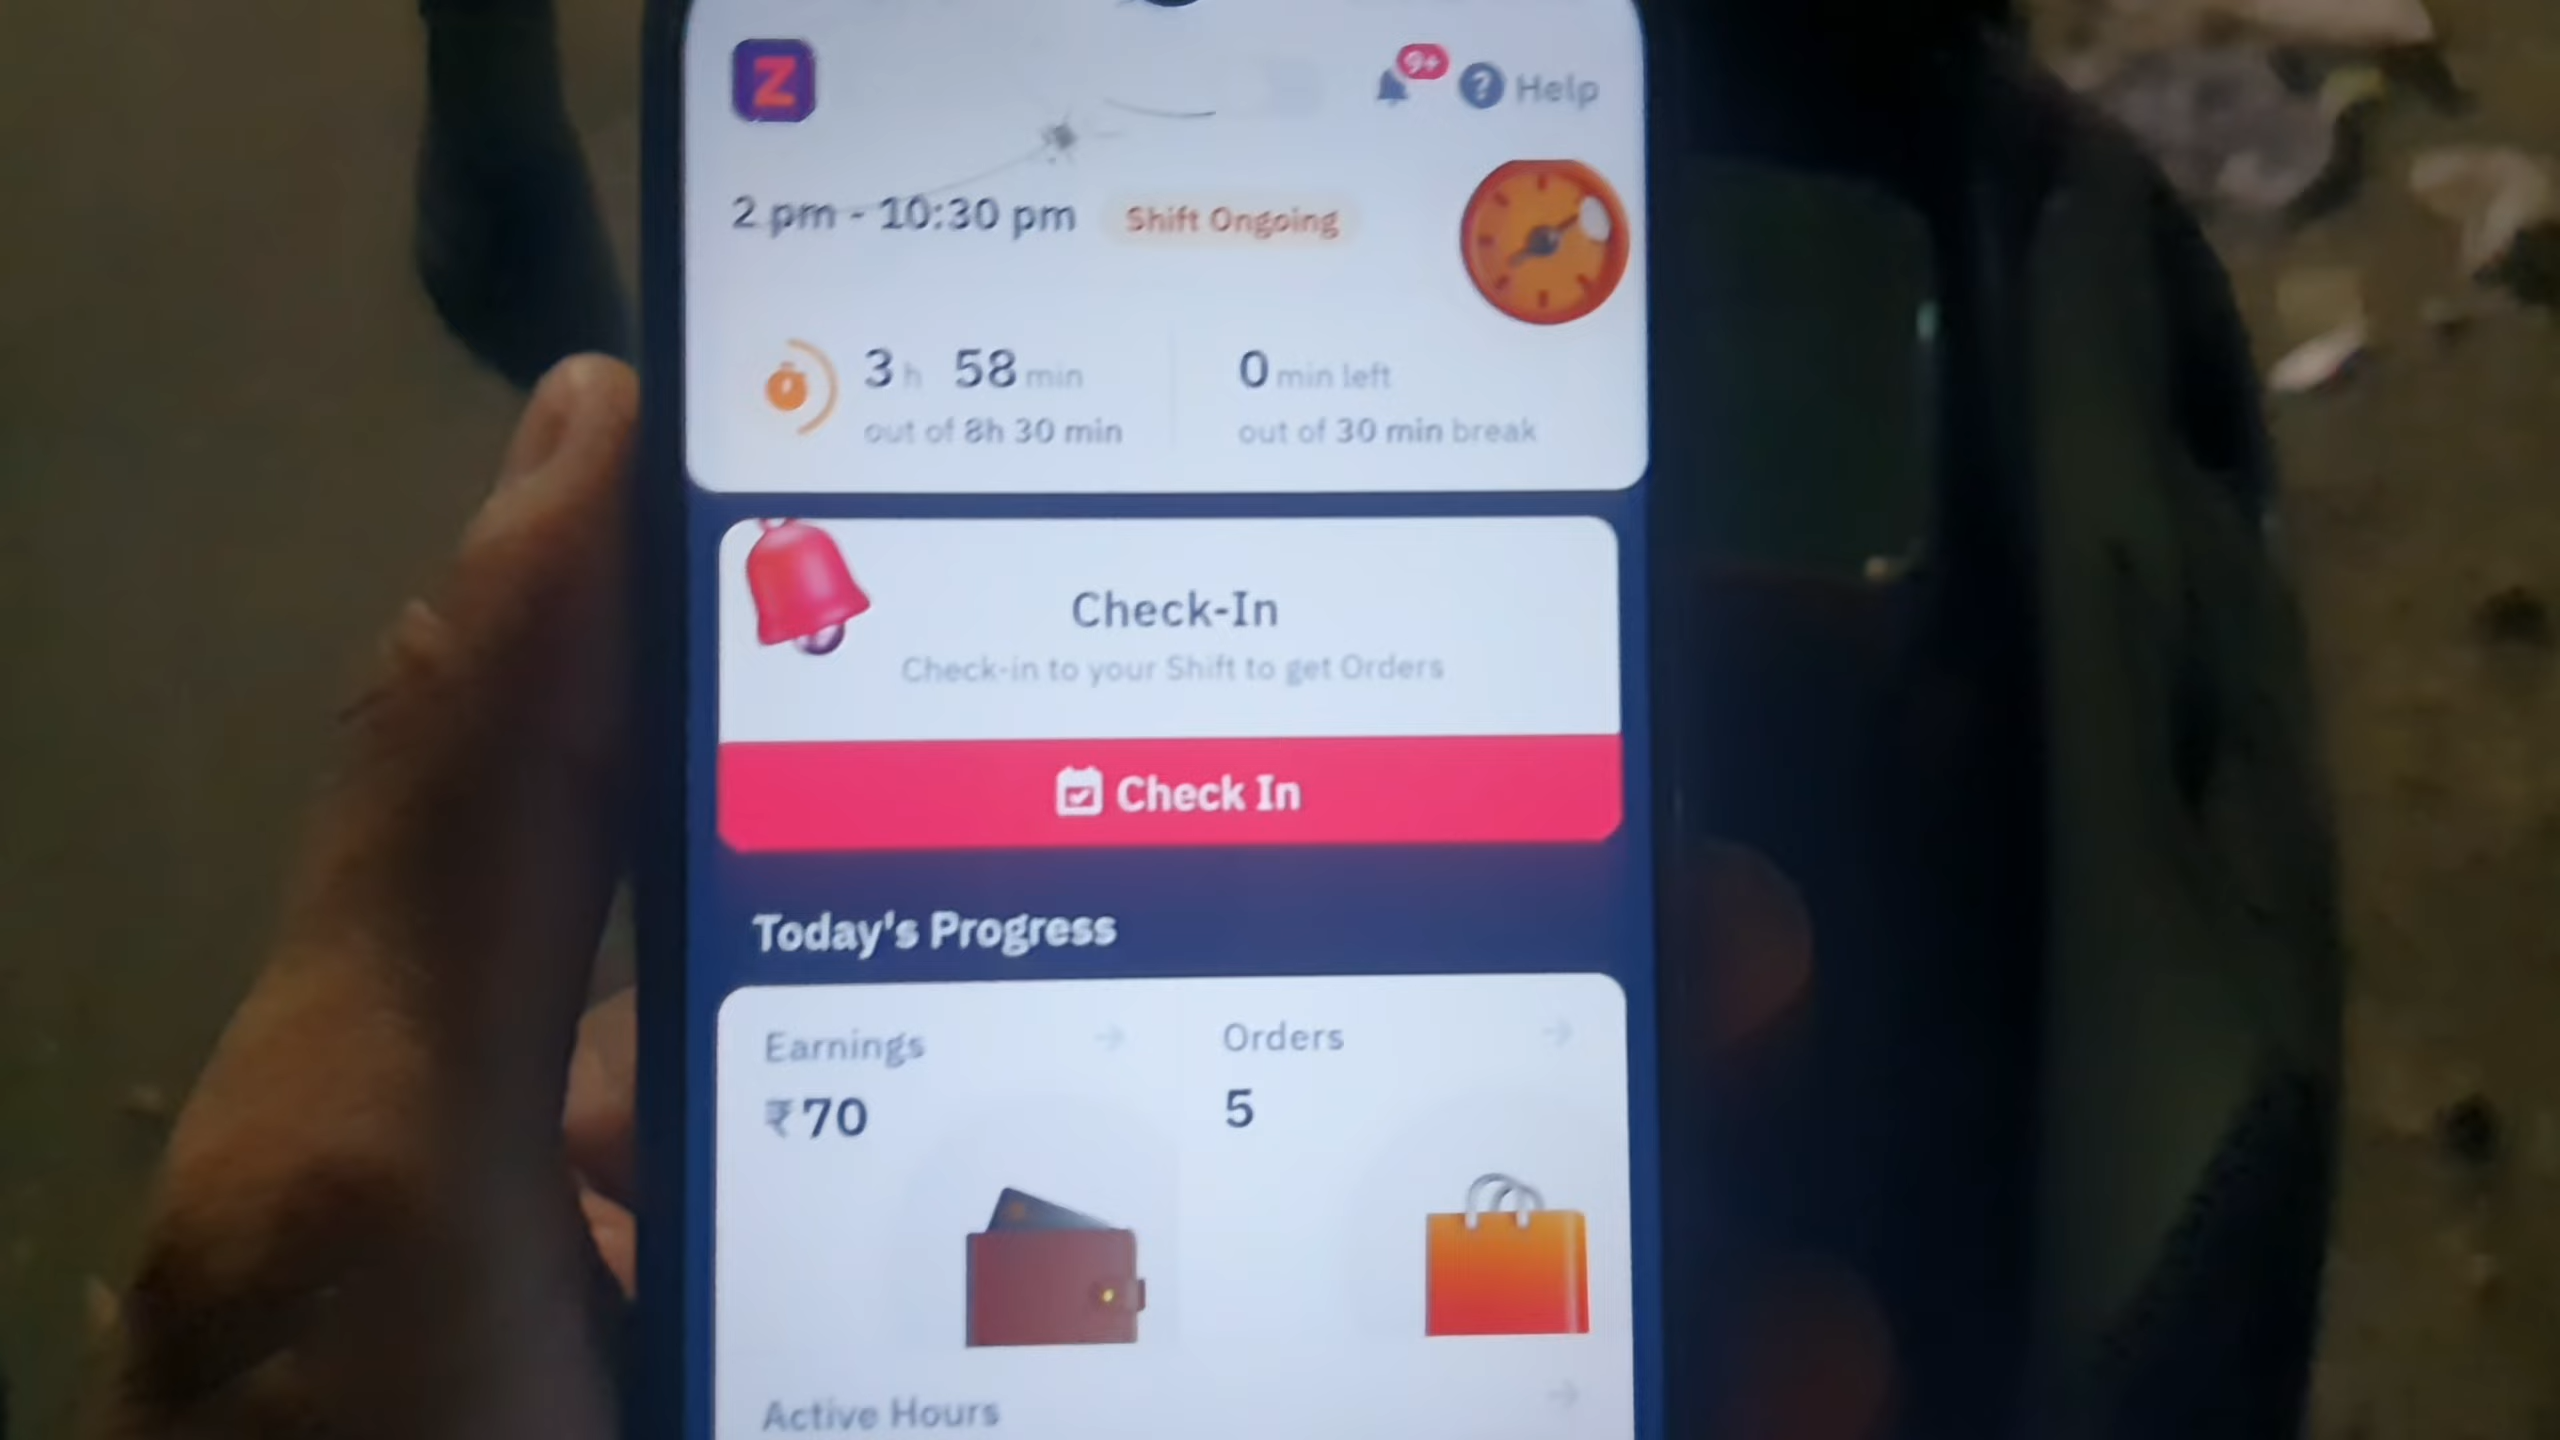 Z
9+
? Help
2 pm - 10:30 pm Shift Ongoing
3 h 58 min
out of 8h 30 min
0 min left
out of 30 min break
Check-In
Check-in to your Shift to get Orders
Check In
Today's Progress
Earnings
₹70
Orders
5
Active Hours